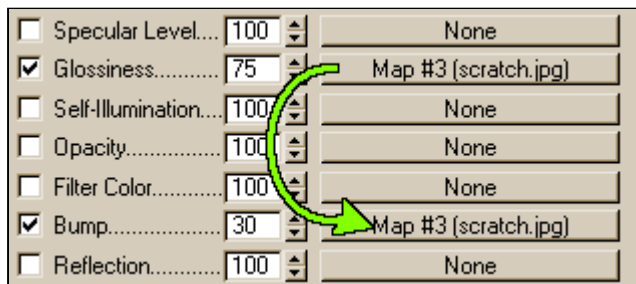 Specular Level.... 100 None
Glossiness........... 75 Map #3 (scratch.jpg)
Self-Illumination.... 100 None
Opacity................ 100 None
Filter Color............ 100 None
Bump.................. 30 Map #3 (scratch.jpg)
Reflection............ 100 None